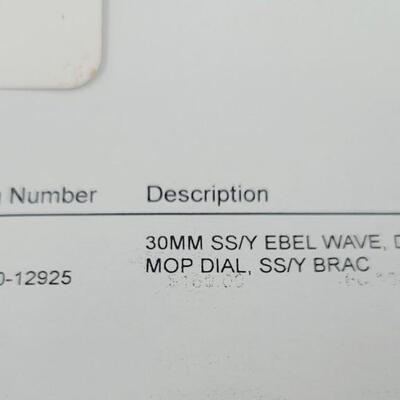 Number Description
30MM SS/Y EBEL WAVE, D
0-12925 MOP DIAL, SS/Y BRAC